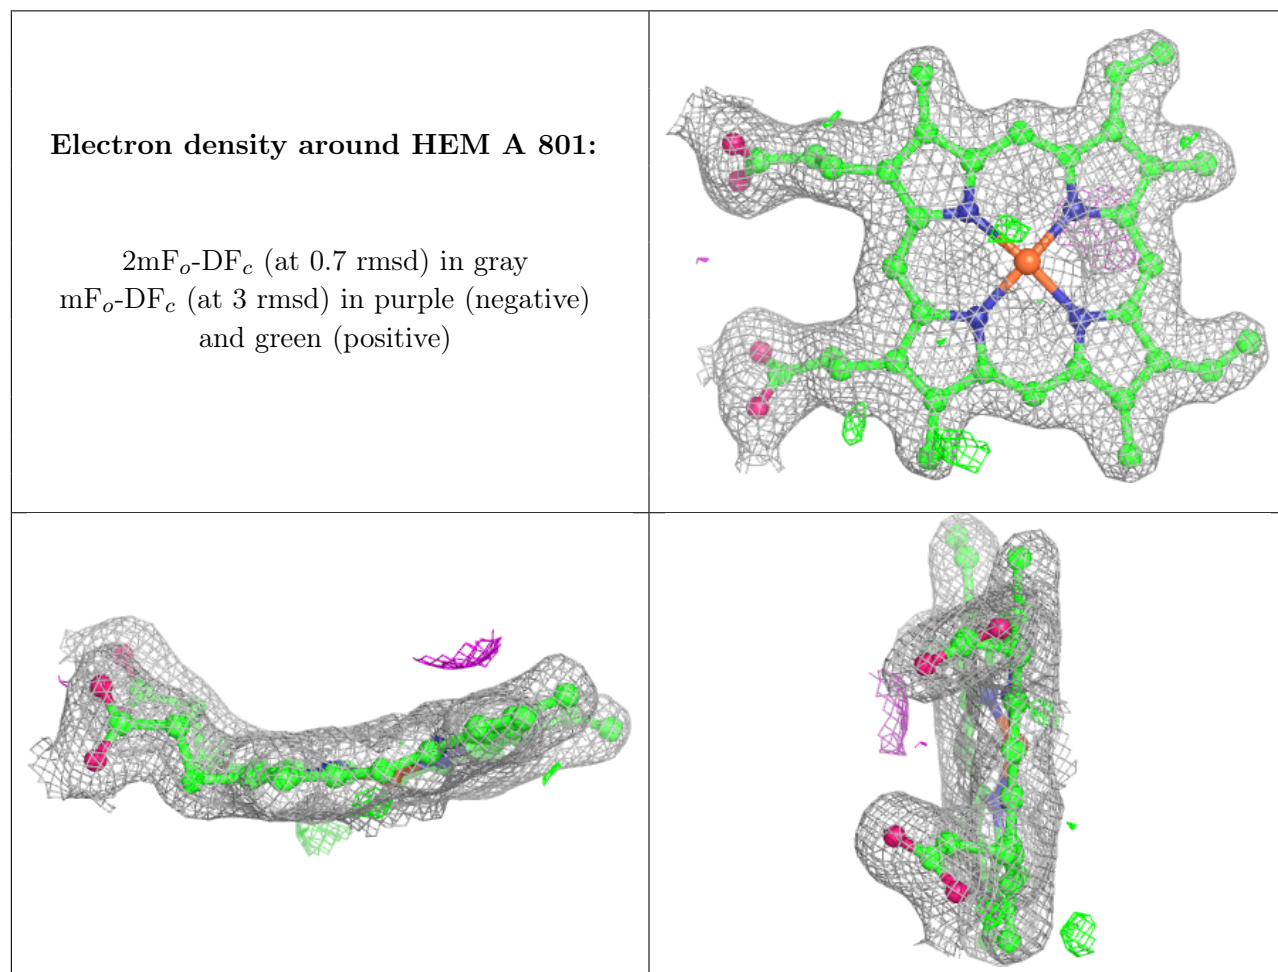 Electron density around HEM A 801:
2mFₒ-DF𝒸 (at 0.7 rmsd) in gray
mFₒ-DF𝒸 (at 3 rmsd) in purple (negative)
and green (positive)